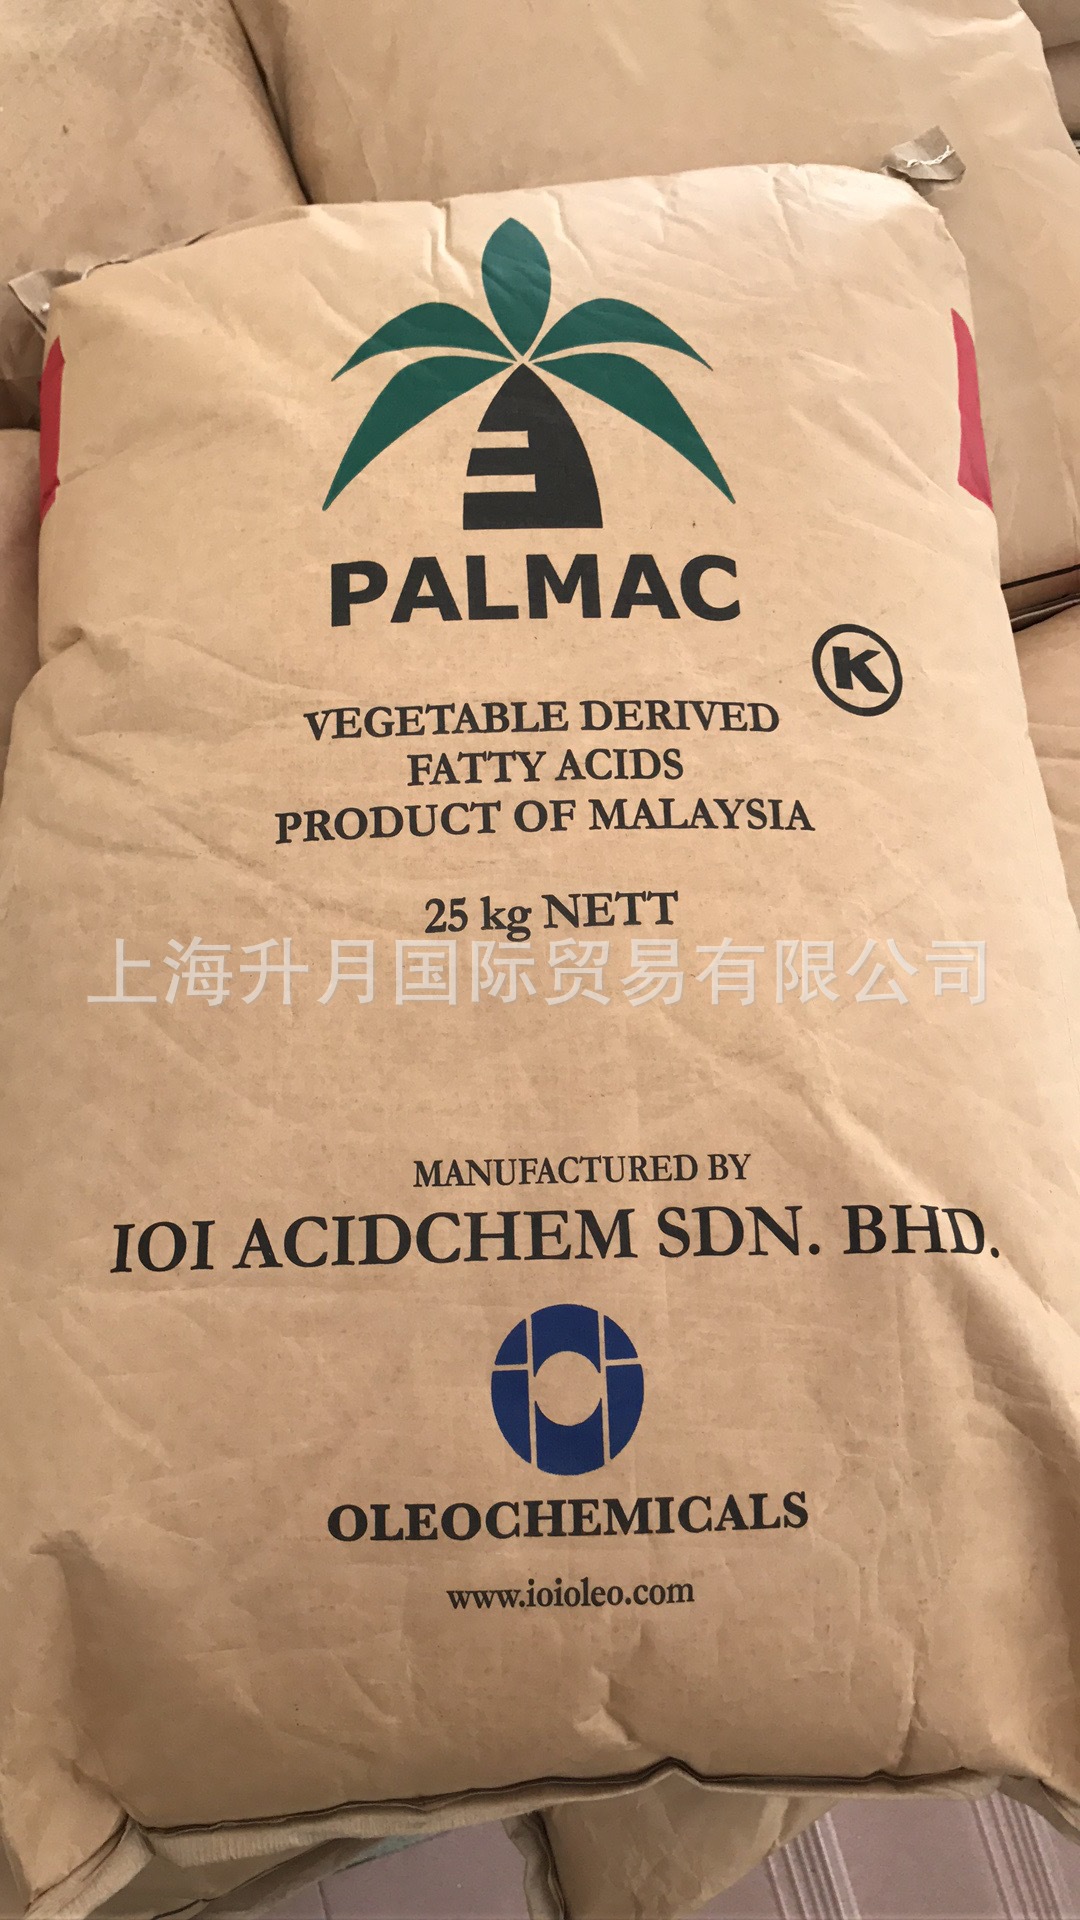 PALMAC
K
VEGETABLE DERIVED
FATTY ACIDS
PRODUCT OF MALAYSIA
25 kg NETT
上海升月国际贸易有限公司
MANUFACTURED BY
IOI ACIDCHEM SDN. BHD.
OLEOCHEMICALS
www.ioioleo.com